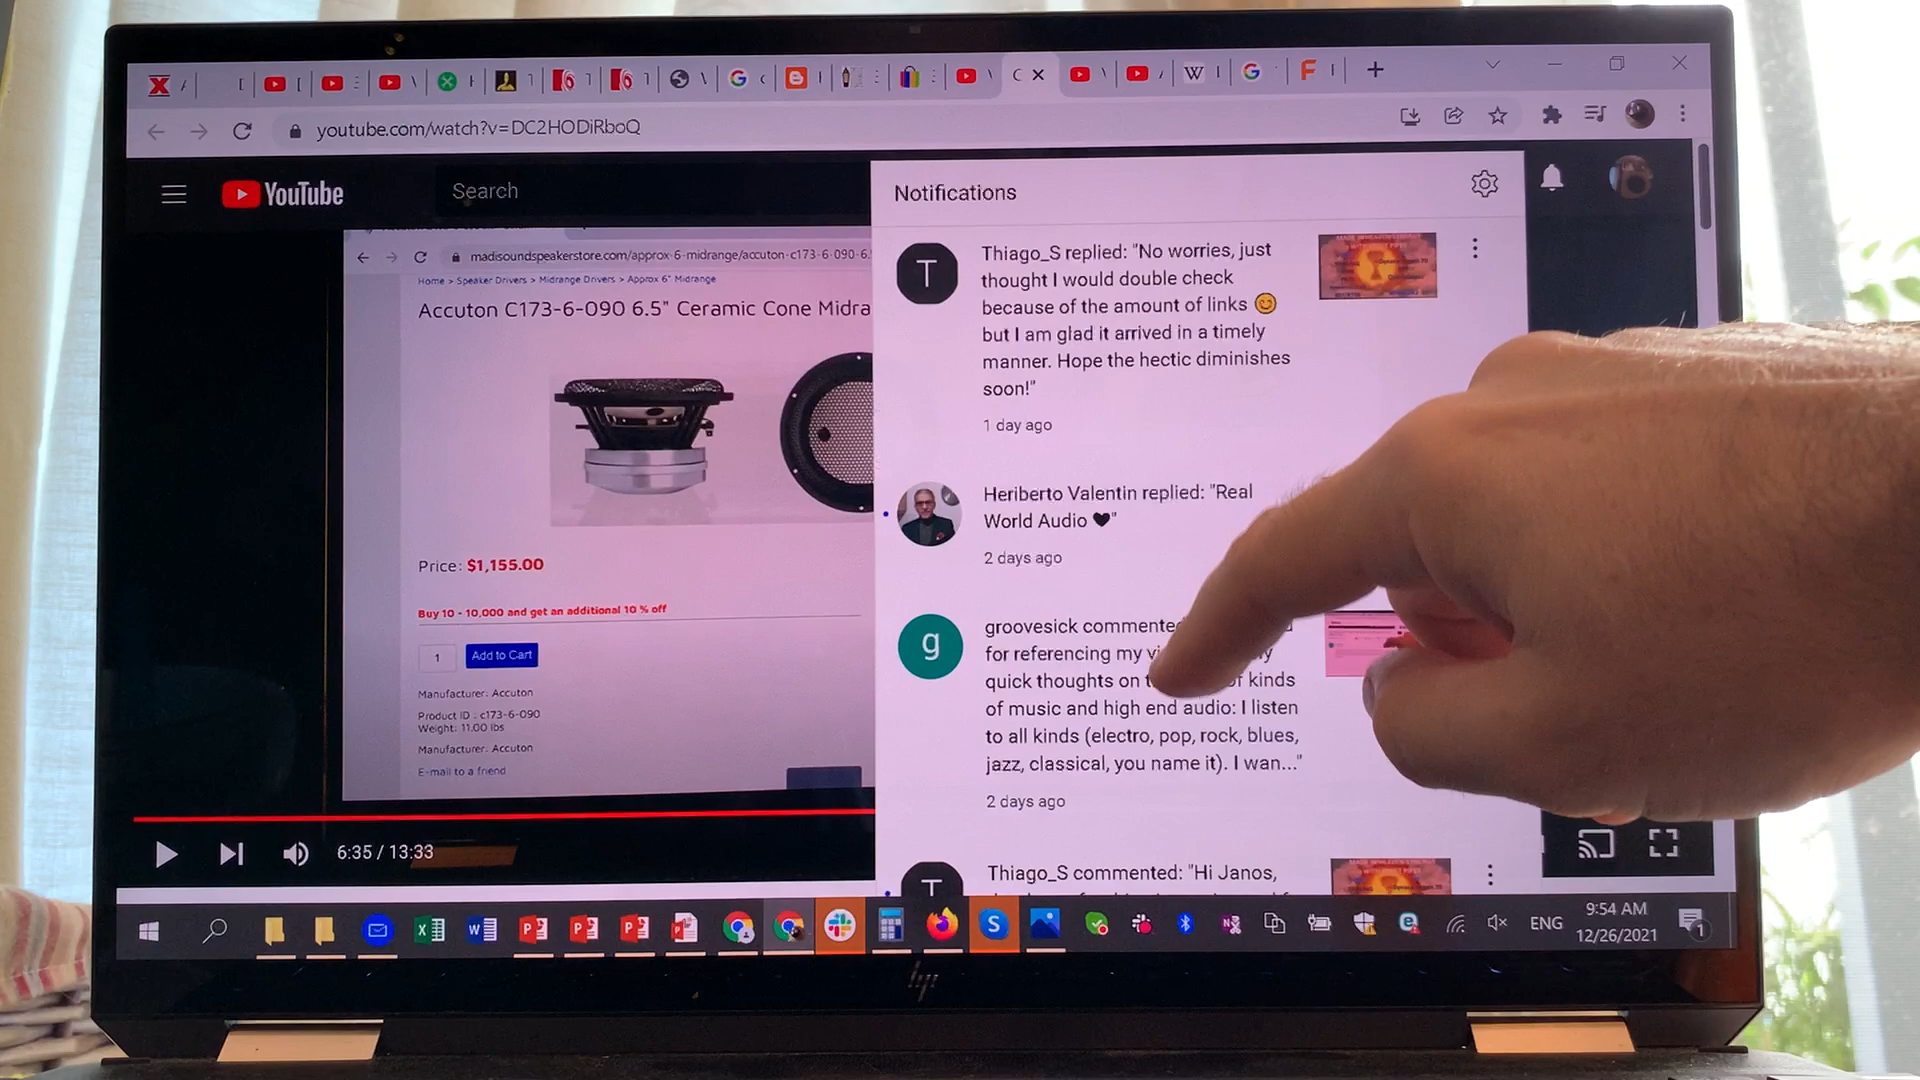 youtube.com/watch?v=DC2HODiRboQ
YouTube
Search
madisoundspeakerstore.com/approx-6-midrange/accuton-c173-6-090-6.
Home > Speaker Drivers > Midrange Drivers > Approx 6" Midrange
Accuton C173-6-090 6.5" Ceramic Cone Midra
Price: $1,155.00
Buy 10 - 10,000 and get an additional 10 % off
1
Add to Cart
Manufacturer: Accuton
Product ID : c173-6-090
Weight: 11.00 lbs
Manufacturer: Accuton
E-mail to a friend
6:35 / 13:33
Notifications
T
Thiago_S replied: "No worries, just
thought I would double check
because of the amount of links 😊
but I am glad it arrived in a timely
manner. Hope the hectic diminishes
soon!"
1 day ago
Heriberto Valentin replied: "Real
World Audio 🖤"
2 days ago
g
groovesick commented
for referencing my
quick thoughts on of kinds
of music and high end audio: I listen
to all kinds (electro, pop, rock, blues,
jazz, classical, you name it). I wan..."
2 days ago
T
Thiago_S commented: "Hi Janos,
ENG
9:54 AM
12/26/2021
1
hp